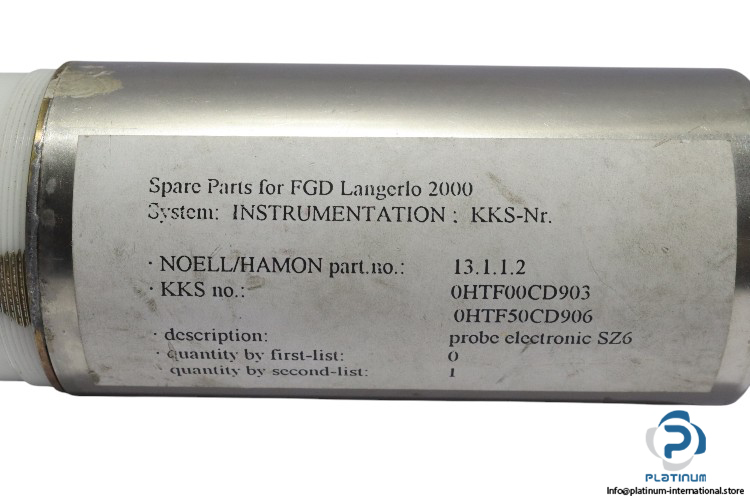 Spare Parts for FGD Langerlo 2000
System: INSTRUMENTATION : KKS-Nr.
· NOELL/HAMON part.no.: 13.1.1.2
· KKS no.: 0HTF00CD903
0HTF50CD906
· description: probe electronic SZ6
· quantity by first-list: 0
· quantity by second-list: 1
PLATINUM
Info@platinum-international.store